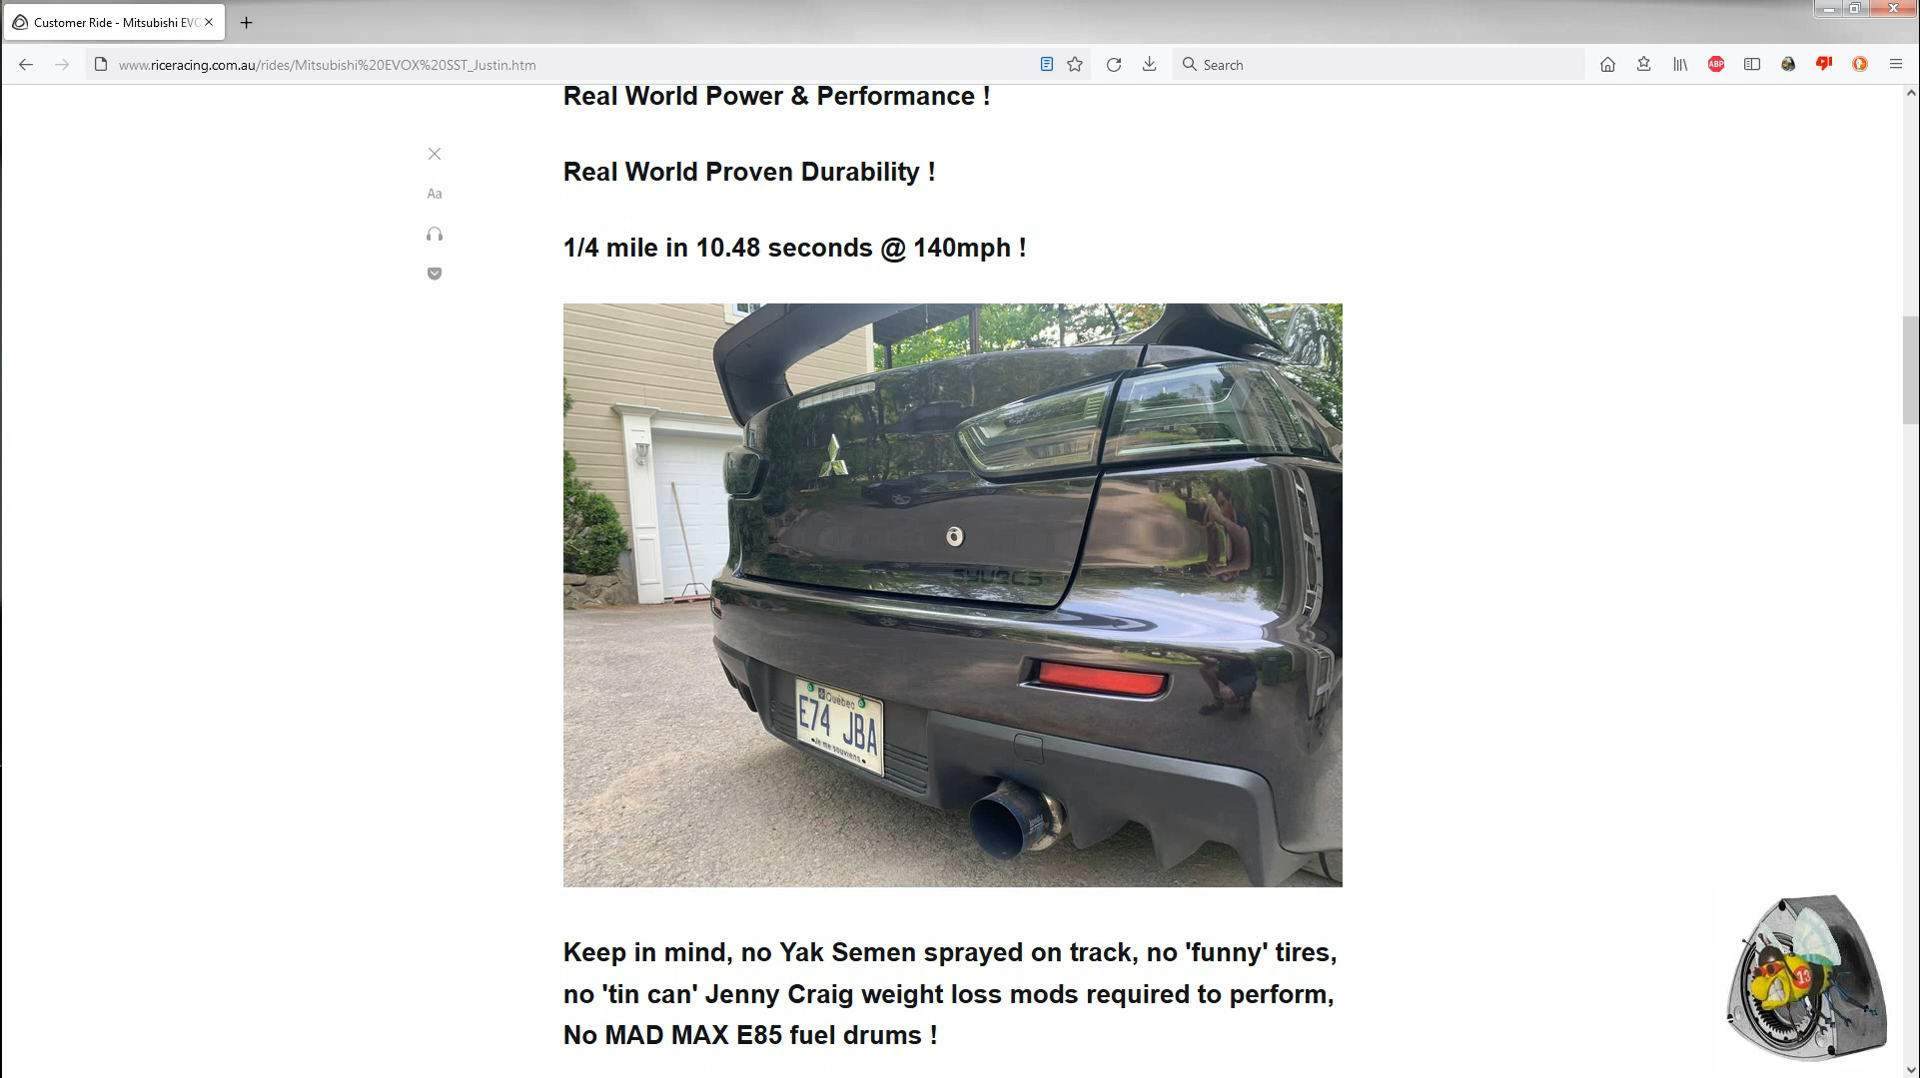 Customer Ride - Mitsubishi EVO
www.riceracing.com.au/rides/Mitsubishi%20EVOX%20SST_Justin.htm
Search
ABP
Real World Power & Performance !
Aa
Real World Proven Durability !
1/4 mile in 10.48 seconds @ 140mph !
Québec
E74 JBA
Je me souviens
Keep in mind, no Yak Semen sprayed on track, no 'funny' tires,
no 'tin can' Jenny Craig weight loss mods required to perform,
No MAD MAX E85 fuel drums !
13